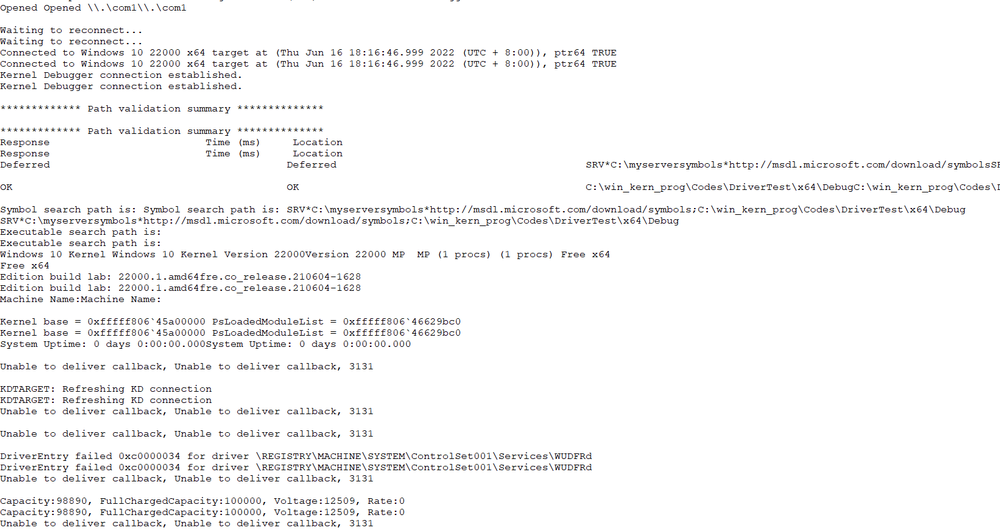 Opened Opened \\.\com1\\.\com1
Waiting to reconnect...
Waiting to reconnect...
Connected to Windows 10 22000 x64 target at (Thu Jun 16 18:16:46.999 2022 (UTC + 8:00)), ptr64 TRUE
Connected to Windows 10 22000 x64 target at (Thu Jun 16 18:16:46.999 2022 (UTC + 8:00)), ptr64 TRUE
Kernel Debugger connection established.
Kernel Debugger connection established.
************* Path validation summary **************
************* Path validation summary **************
Response                         Time (ms)     Location
Response                         Time (ms)     Location
Deferred                                      Deferred                                        SRV*C:\myserversymbols*http://msdl.microsoft.com/download/symbolsSR
OK                                            OK                                              C:\win_kern_prog\Codes\DriverTest\x64\DebugC:\win_kern_prog\Codes\D
Symbol search path is: Symbol search path is: SRV*C:\myserversymbols*http://msdl.microsoft.com/download/symbols;C:\win_kern_prog\Codes\DriverTest\x64\Debug
SRV*C:\myserversymbols*http://msdl.microsoft.com/download/symbols;C:\win_kern_prog\Codes\DriverTest\x64\Debug
Executable search path is:
Executable search path is:
Windows 10 Kernel Windows 10 Kernel Version 22000Version 22000 MP  MP (1 procs) (1 procs) Free x64
Free x64
Edition build lab: 22000.1.amd64fre.co_release.210604-1628
Edition build lab: 22000.1.amd64fre.co_release.210604-1628
Machine Name:Machine Name:
Kernel base = 0xfffff806`45a00000 PsLoadedModuleList = 0xfffff806`46629bc0
Kernel base = 0xfffff806`45a00000 PsLoadedModuleList = 0xfffff806`46629bc0
System Uptime: 0 days 0:00:00.000System Uptime: 0 days 0:00:00.000
Unable to deliver callback, Unable to deliver callback, 3131
KDTARGET: Refreshing KD connection
KDTARGET: Refreshing KD connection
Unable to deliver callback, Unable to deliver callback, 3131
Unable to deliver callback, Unable to deliver callback, 3131
DriverEntry failed 0xc0000034 for driver \REGISTRY\MACHINE\SYSTEM\ControlSet001\Services\WUDFRd
DriverEntry failed 0xc0000034 for driver \REGISTRY\MACHINE\SYSTEM\ControlSet001\Services\WUDFRd
Unable to deliver callback, Unable to deliver callback, 3131
Capacity:98890, FullChargedCapacity:100000, Voltage:12509, Rate:0
Capacity:98890, FullChargedCapacity:100000, Voltage:12509, Rate:0
Unable to deliver callback, Unable to deliver callback, 3131